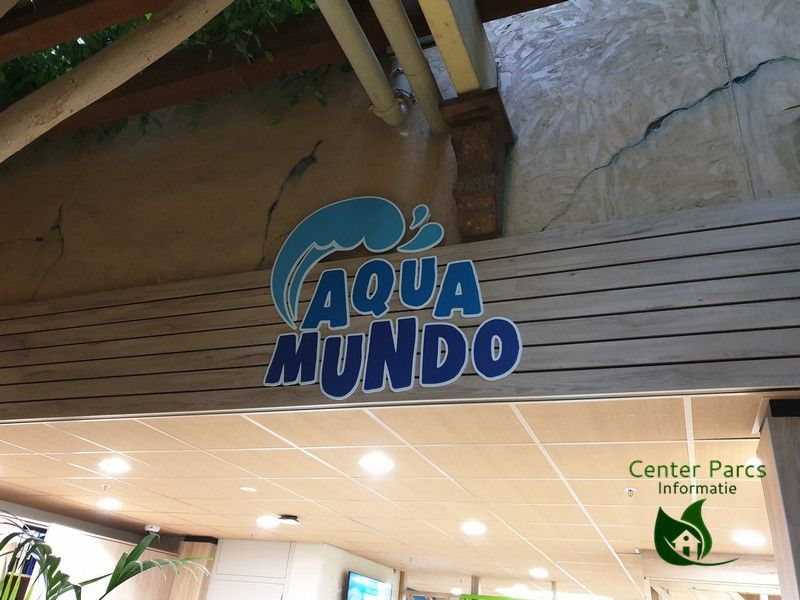 AQUA
MUNDO
Center Parcs
Informatie